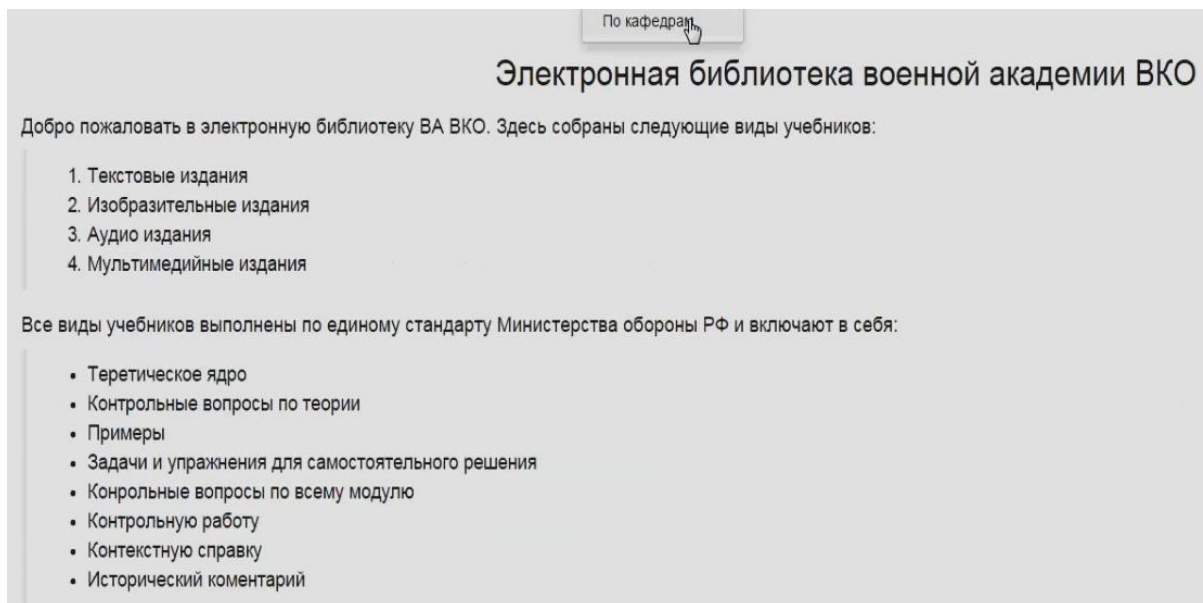 По кафедрам
Электронная библиотека военной академии ВКО
Добро пожаловать в электронную библиотеку ВА ВКО. Здесь собраны следующие виды учебников:
1. Текстовые издания
2. Изобразительные издания
3. Аудио издания
4. Мультимедийные издания
Все виды учебников выполнены по единому стандарту Министерства обороны РФ и включают в себя:
• Теретическое ядро
• Контрольные вопросы по теории
• Примеры
• Задачи и упражнения для самостоятельного решения
• Конрольные вопросы по всему модулю
• Контрольную работу
• Контекстную справку
• Исторический коментарий